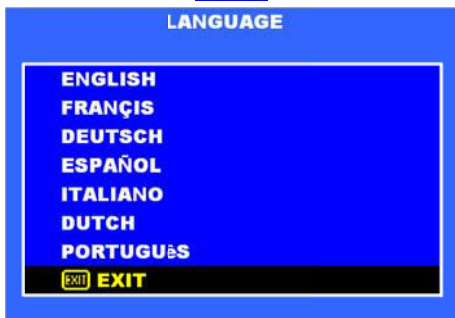 LANGUAGE
ENGLISH
FRANÇIS
DEUTSCH
ESPAÑOL
ITALIANO
DUTCH
PORTUGUêS
EXIT EXIT